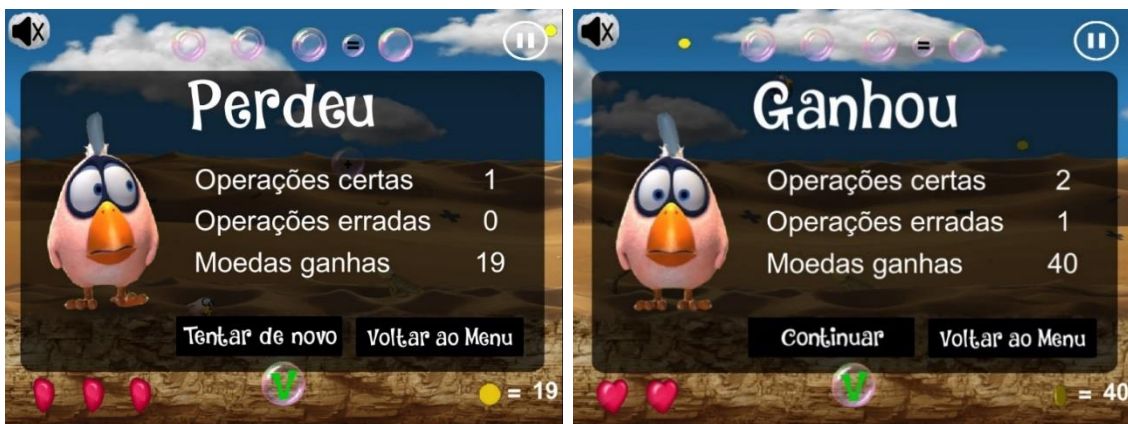 =
Perdeu
+
Operações certas 1
Operações erradas 0
Moedas ganhas 19
Tentar de novo Voltar ao Menu
V
= 19
=
Ganhou
Operações certas 2
Operações erradas 1
Moedas ganhas 40
Continuar Voltar ao Menu
V
= 40